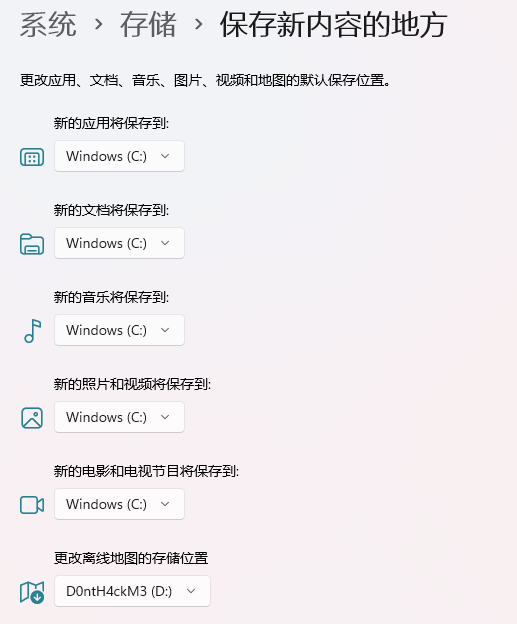 系统 › 存储 › 保存新内容的地方
更改应用、文档、音乐、图片、视频和地图的默认保存位置。
新的应用将保存到:
Windows (C:)
新的文档将保存到:
Windows (C:)
新的音乐将保存到:
Windows (C:)
新的照片和视频将保存到:
Windows (C:)
新的电影和电视节目将保存到:
Windows (C:)
更改离线地图的存储位置
D0ntH4ckM3 (D:)